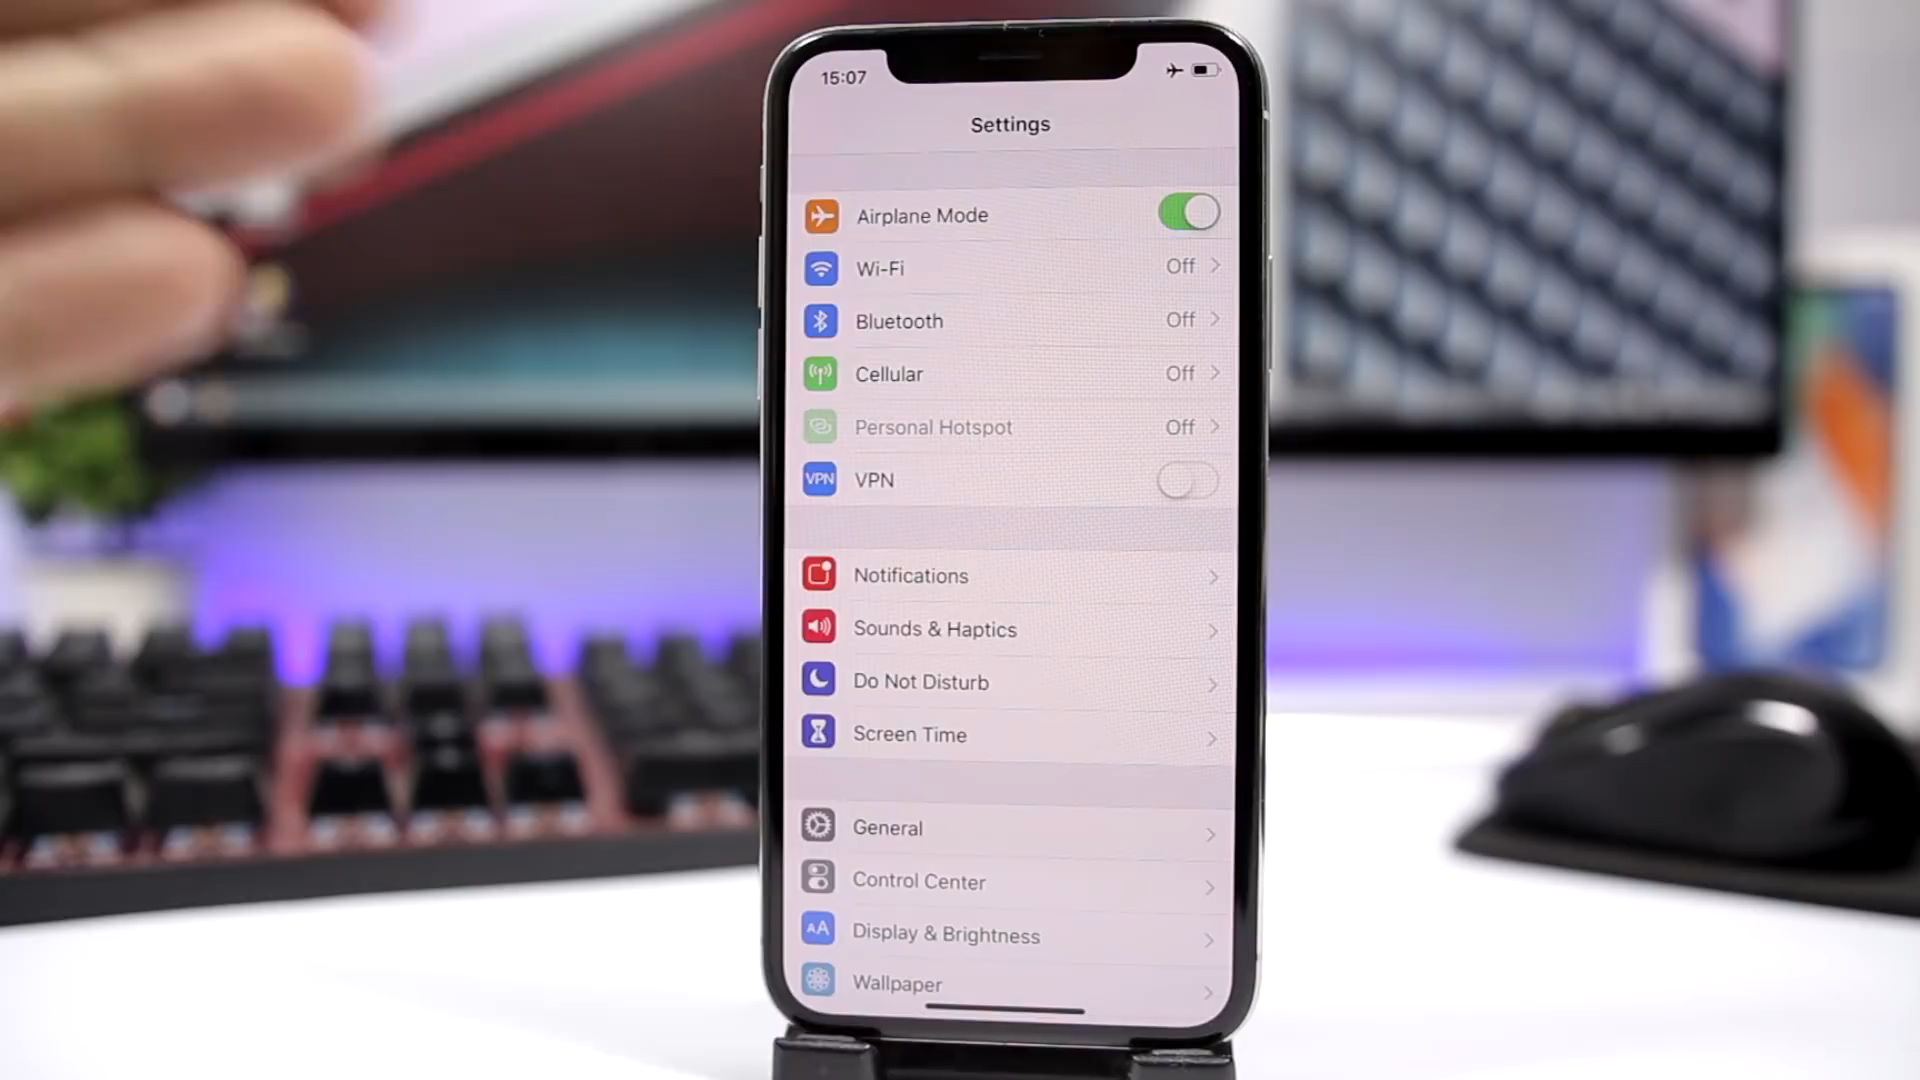 15:07
Settings
Airplane Mode
Wi-Fi Off
Bluetooth Off
Cellular Off
Personal Hotspot Off
VPN VPN
Notifications
Sounds & Haptics
Do Not Disturb
Screen Time
General
Control Center
AA Display & Brightness
Wallpaper